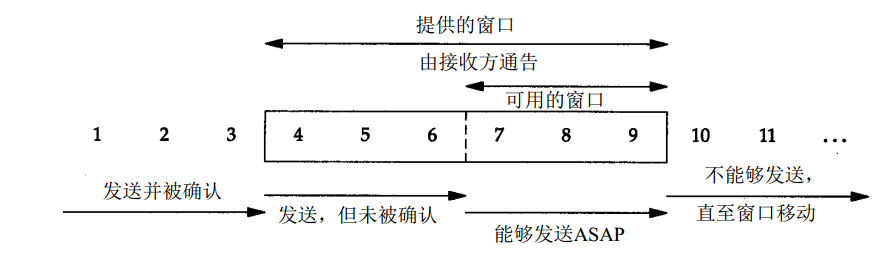 提供的窗口
由接收方通告
可用的窗口
1 2 3 4 5 6 7 8 9 10 11 ...
发送并被确认
发送，但未被确认
能够发送ASAP
不能够发送，
直至窗口移动